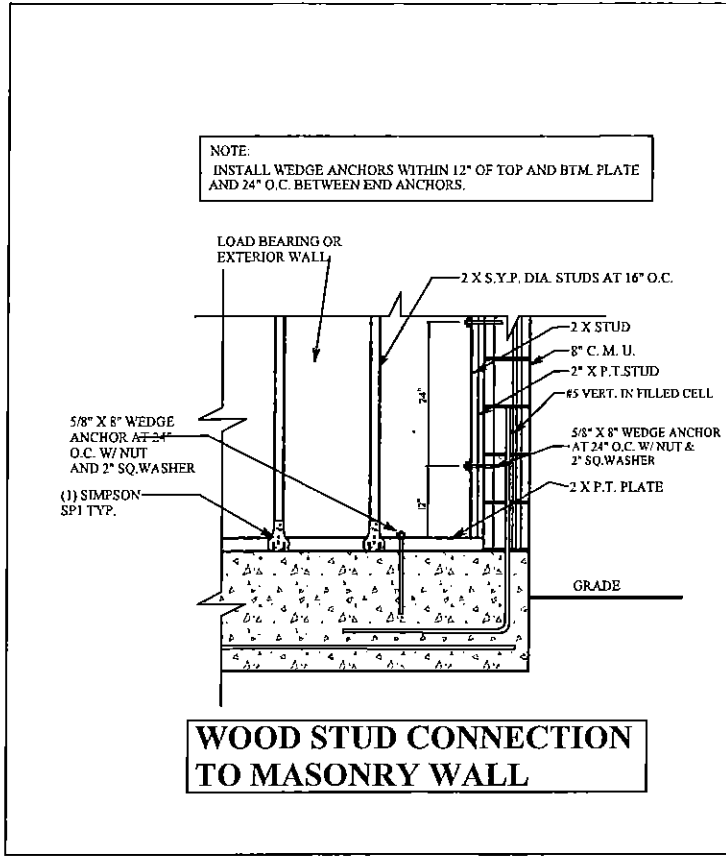 NOTE:
INSTALL WEDGE ANCHORS WITHIN 12" OF TOP AND BTM. PLATE
AND 24" O.C. BETWEEN END ANCHORS.
LOAD BEARING OR
EXTERIOR WALL
2 X S.Y.P. DIA. STUDS AT 16" O.C.
2 X STUD
8" C. M. U.
2" X P.T.STUD
#5 VERT. IN FILLED CELL
24"
5/8" X 8" WEDGE
ANCHOR AT 24"
O.C. W/ NUT
AND 2" SQ.WASHER
5/8" X 8" WEDGE ANCHOR
AT 24" O.C. W/ NUT &
2" SQ.WASHER
12"
2 X P.T. PLATE
(1) SIMPSON
SP1 TYP.
GRADE
WOOD STUD CONNECTION
TO MASONRY WALL